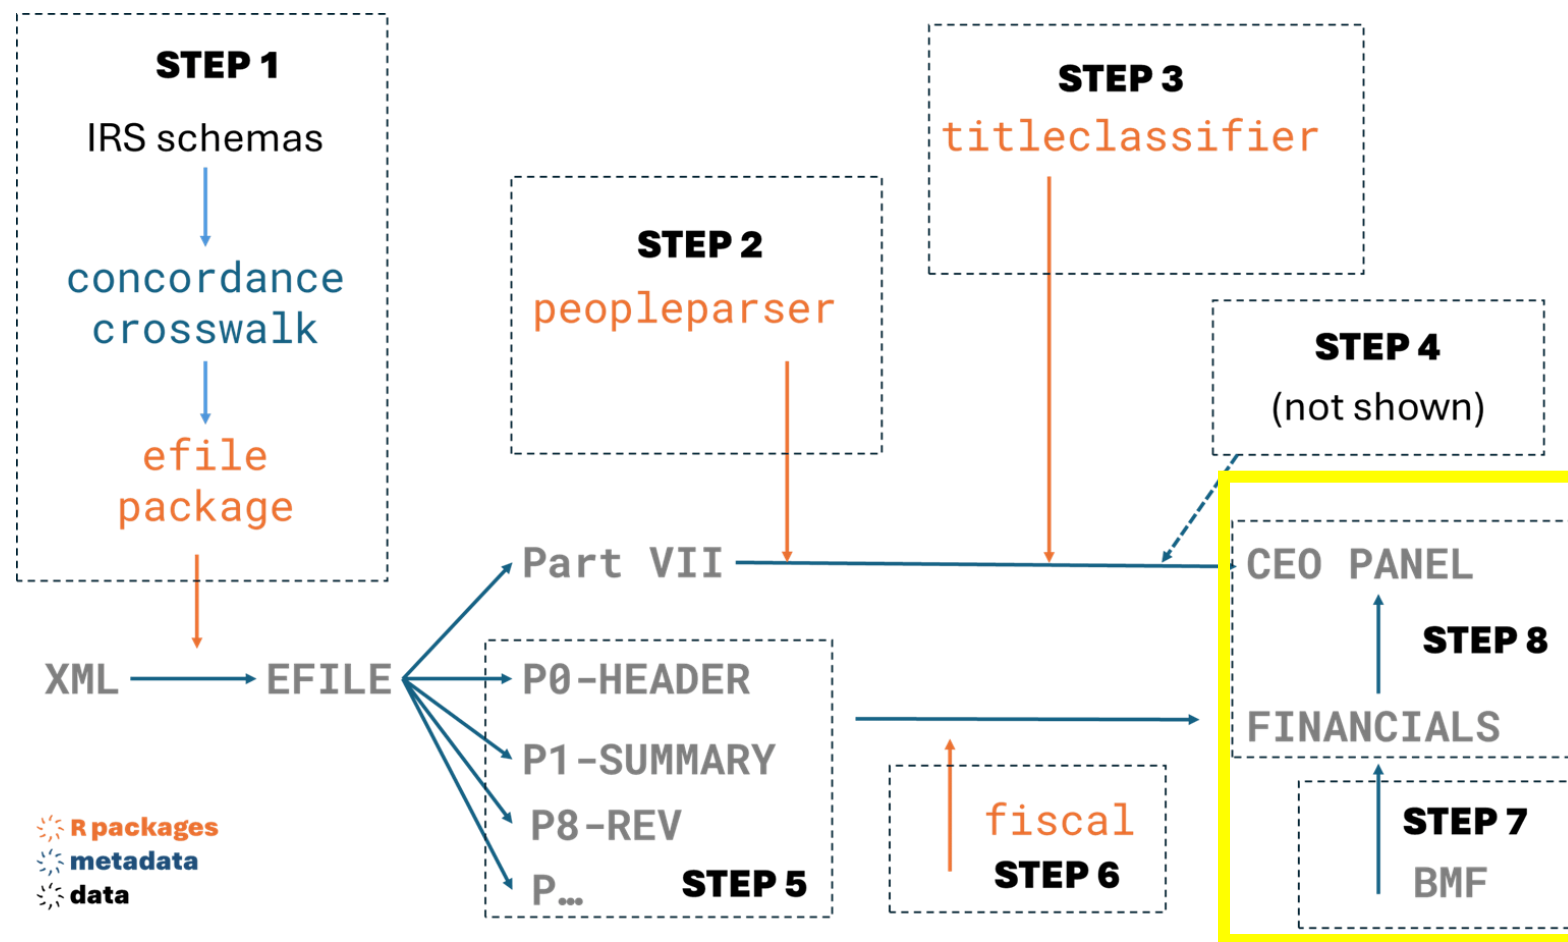 STEP 1
IRS schemas
concordance
crosswalk
efile
package
STEP 2
peopleparser
STEP 3
titleclassifier
STEP 4
(not shown)
XML
EFILE
Part VII
P0-HEADER
P1-SUMMARY
P8-REV
P…
STEP 5
fiscal
STEP 6
CEO PANEL
STEP 8
FINANCIALS
STEP 7
BMF
R packages
metadata
data